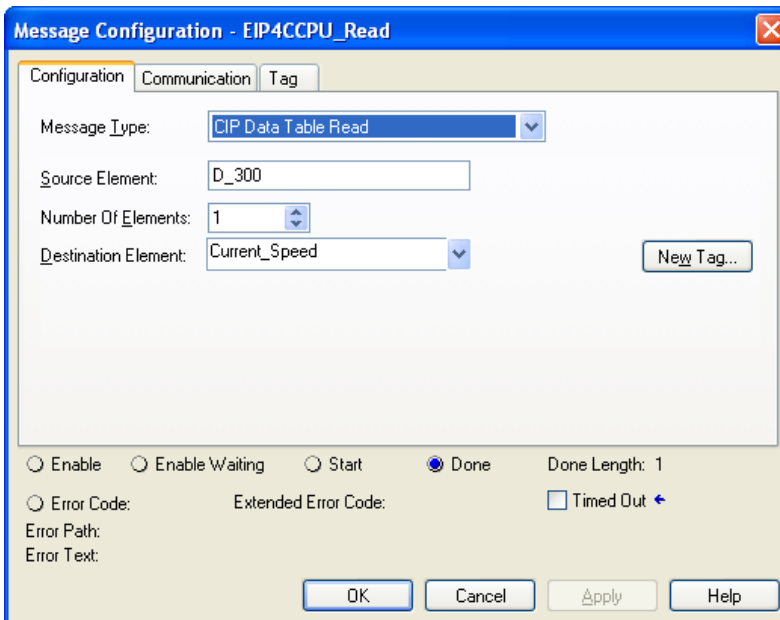 Message Configuration - EIP4CCPU_Read
Configuration Communication Tag
Message Type: CIP Data Table Read
Source Element: D_300
Number Of Elements: 1
Destination Element: Current_Speed New Tag...
Enable Enable Waiting Start Done Done Length: 1
Error Code: Extended Error Code: Timed Out
Error Path:
Error Text:
OK Cancel Apply Help